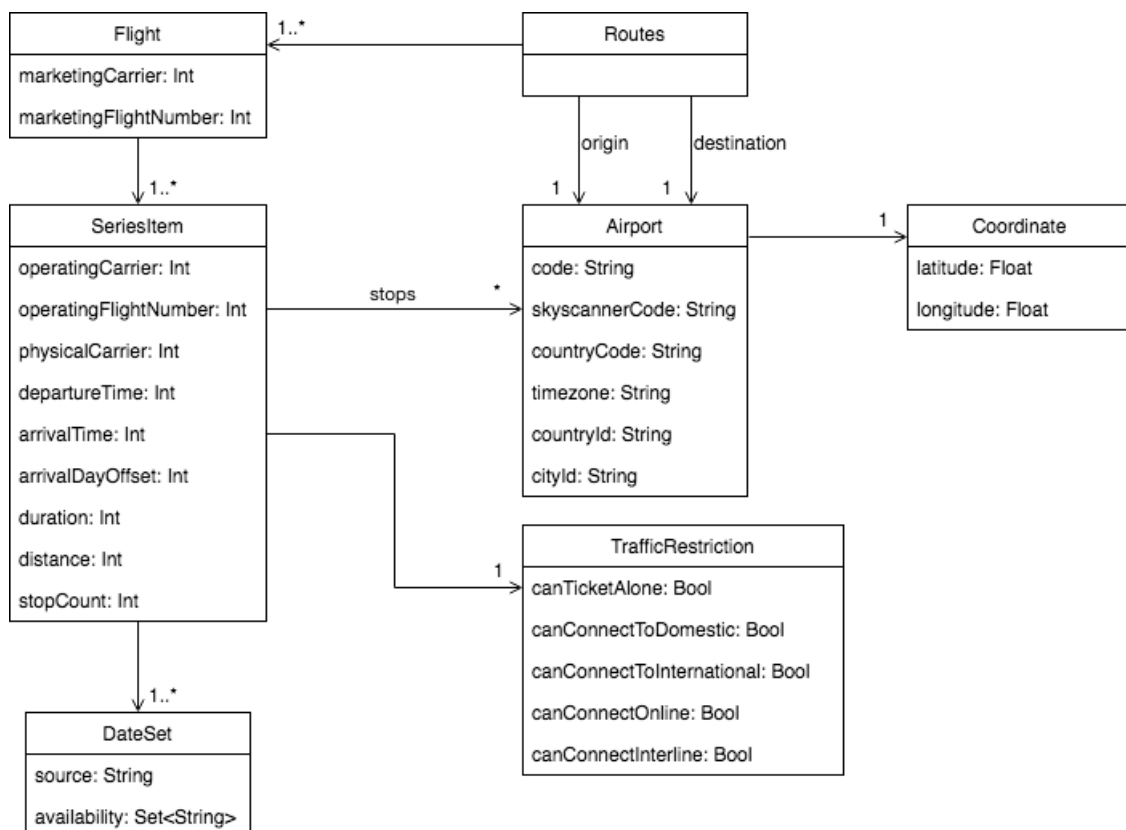 Flight
marketingCarrier: Int
marketingFlightNumber: Int
1..*
Routes
origin
destination
1..*
1
1
SeriesItem
operatingCarrier: Int
operatingFlightNumber: Int
physicalCarrier: Int
departureTime: Int
arrivalTime: Int
arrivalDayOffset: Int
duration: Int
distance: Int
stopCount: Int
stops
*
Airport
code: String
skyscannerCode: String
countryCode: String
timezone: String
countryId: String
cityId: String
1
Coordinate
latitude: Float
longitude: Float
1
TrafficRestriction
canTicketAlone: Bool
canConnectToDomestic: Bool
canConnectToInternational: Bool
canConnectOnline: Bool
canConnectInterline: Bool
1..*
DateSet
source: String
availability: Set<String>